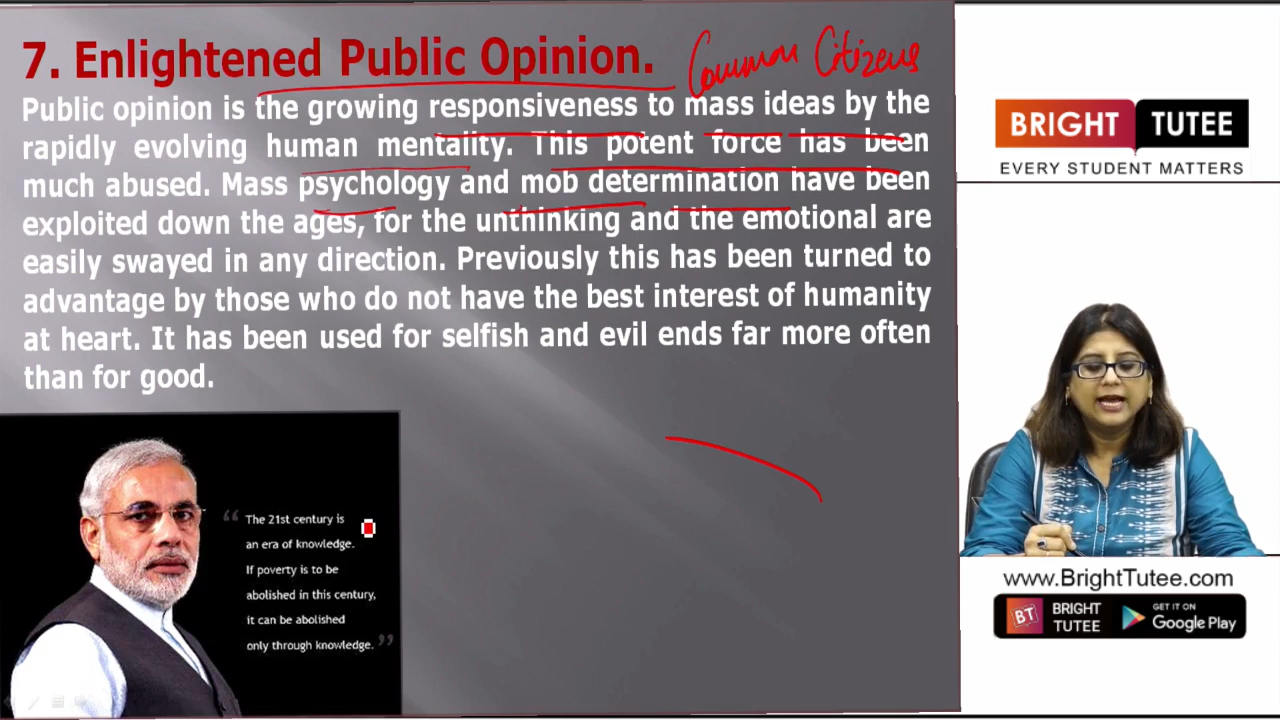 7. Enlightened Public Opinion.
Common Citizens
Public opinion is the growing responsiveness to mass ideas by the
rapidly evolving human mentality. This potent force has been
much abused. Mass psychology and mob determination have been
exploited down the ages, for the unthinking and the emotional are
easily swayed in any direction. Previously this has been turned to
advantage by those who do not have the best interest of humanity
at heart. It has been used for selfish and evil ends far more often
than for good.
“ The 21st century is
an era of knowledge.
If poverty is to be
abolished in this century,
it can be abolished
only through knowledge. ”
BRIGHT TUTEE
EVERY STUDENT MATTERS
www.BrightTutee.com
BT BRIGHT
TUTEE
GET IT ON
Google Play